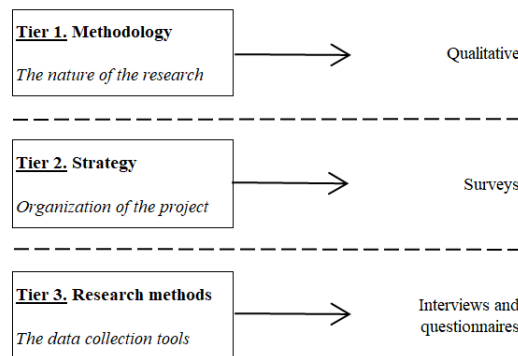 Tier 1. Methodology
The nature of the research
Qualitative
Tier 2. Strategy
Organization of the project
Surveys
Tier 3. Research methods
The data collection tools
Interviews and
questionnaires